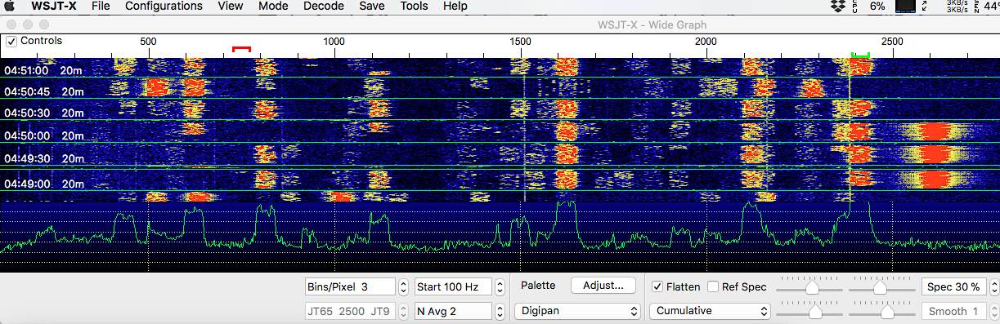 WSJT-X File Configurations View Mode Decode Save Tools Help 6% 3KB/s 3KB/s 44%
WSJT-X - Wide Graph
Controls 500 1000 1500 2000 2500
04:51:00 20m
04:50:45 20m
04:50:30 20m
04:50:00 20m
04:49:30 20m
04:49:00 20m
Bins/Pixel 3 Start 100 Hz Palette Adjust... Flatten Ref Spec Spec 30 %
JT65 2500 JT9 N Avg 2 Digipan Cumulative Smooth 1